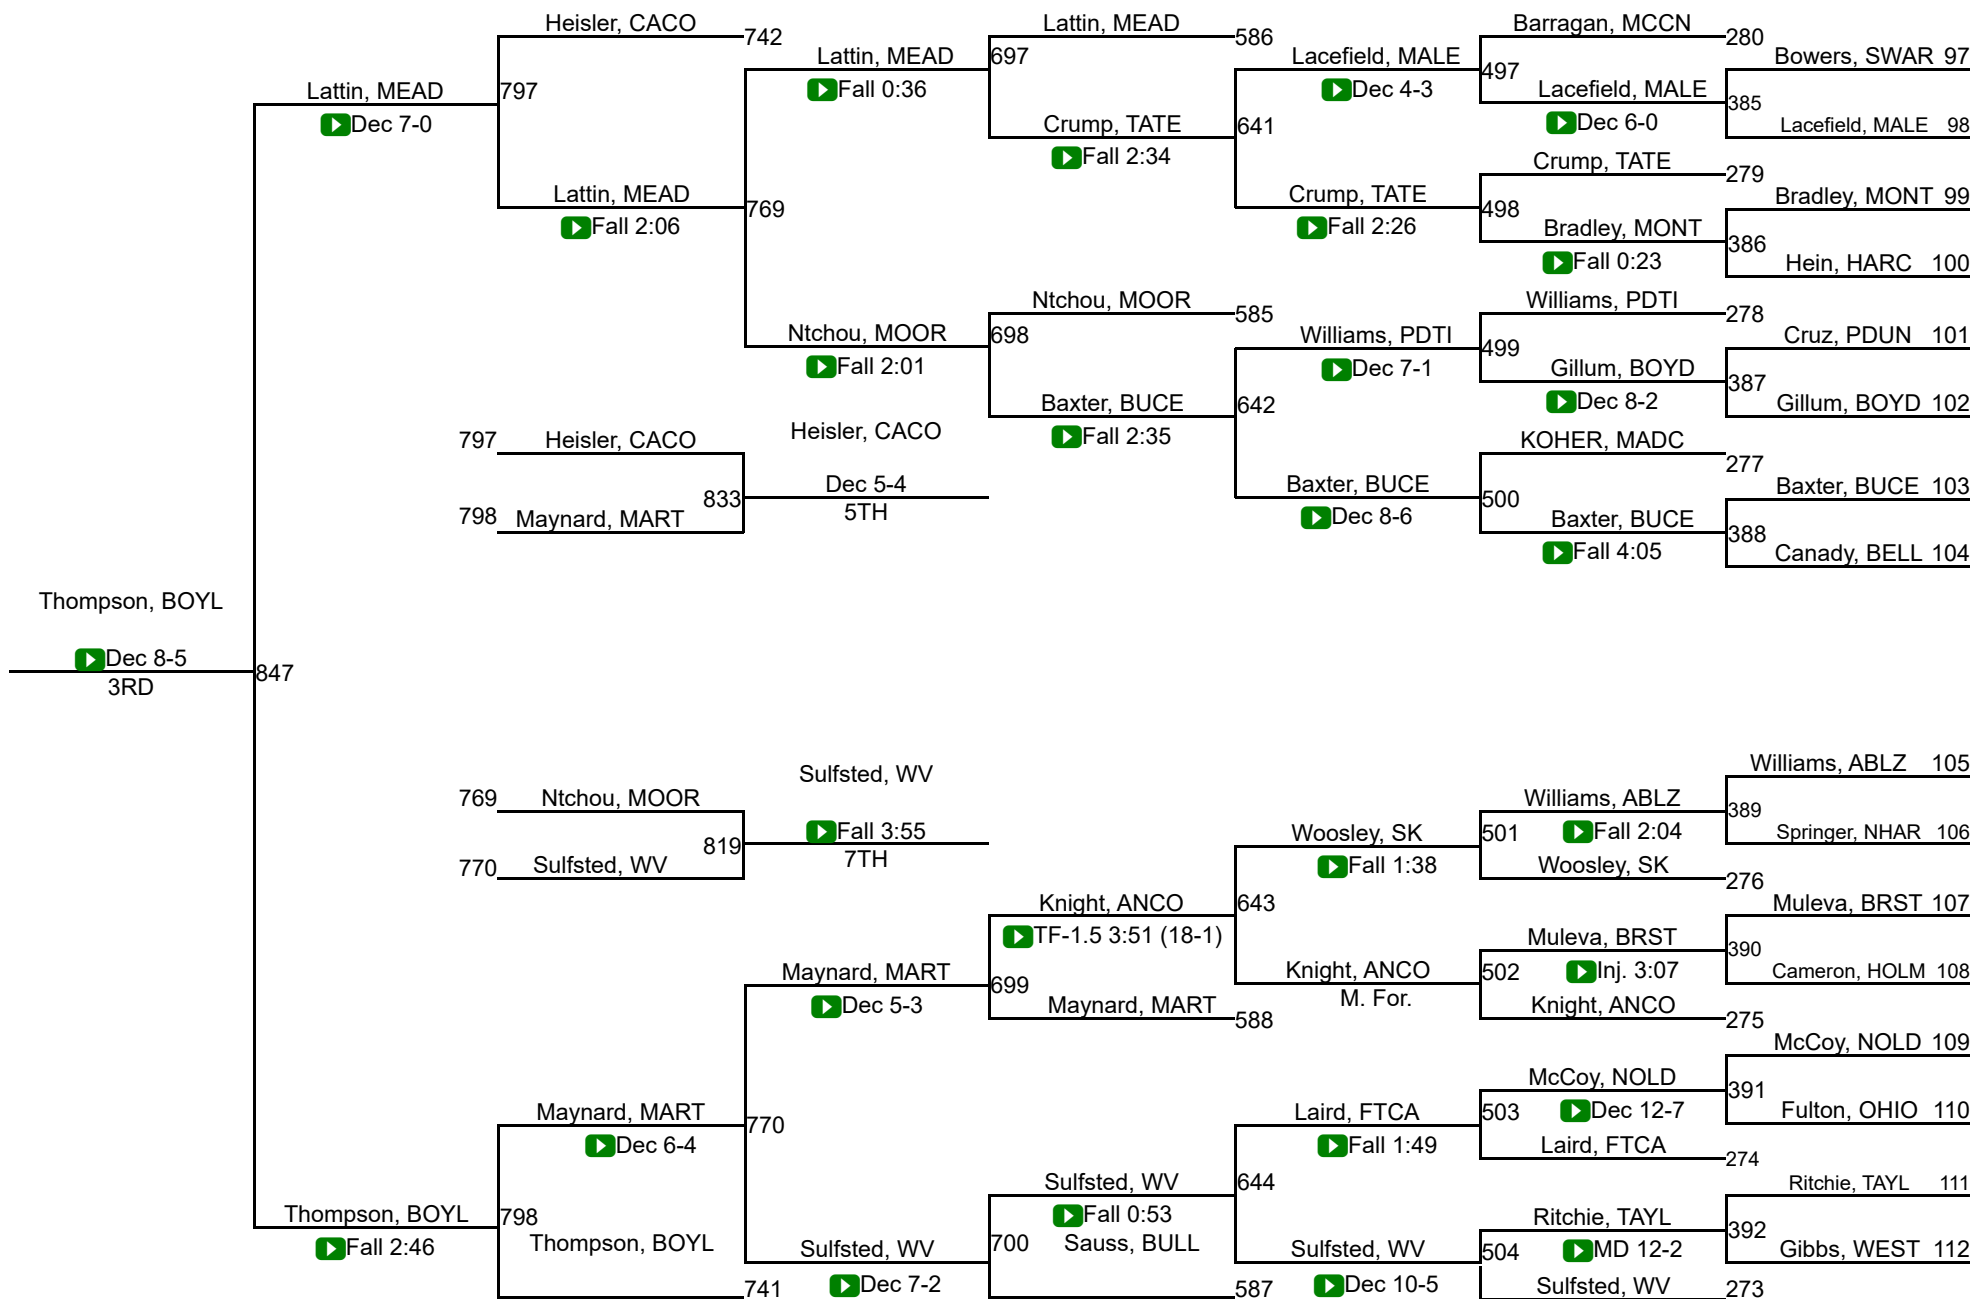 Heisler, CACO
742
Lattin, MEAD
586
Barragan, MCCN
280
Bowers, SWAR 97
Lattin, MEAD
Fall 0:36
697
Lacefield, MALE
Dec 4-3
497
Lacefield, MALE
Dec 6-0
385
Lacefield, MALE 98
Lattin, MEAD
Dec 7-0
797
Crump, TATE
Fall 2:34
641
Crump, TATE
279
Bradley, MONT 99
Lattin, MEAD
Fall 2:06
769
Crump, TATE
Fall 2:26
498
Bradley, MONT
Fall 0:23
386
Hein, HARC 100
Ntchou, MOOR
585
Williams, PDTI
278
Cruz, PDUN 101
Ntchou, MOOR
Fall 2:01
698
Williams, PDTI
Dec 7-1
499
Gillum, BOYD
Dec 8-2
387
Gillum, BOYD 102
Baxter, BUCE
Fall 2:35
642
797 Heisler, CACO
Heisler, CACO
833
Dec 5-4
5TH
798 Maynard, MART
KOHER, MADC
277
Baxter, BUCE 103
Baxter, BUCE
Dec 8-6
500
Baxter, BUCE
Fall 4:05
388
Canady, BELL 104
Thompson, BOYL
Dec 8-5
3RD
847
Sulfsted, WV
769 Ntchou, MOOR
819
Fall 3:55
7TH
770 Sulfsted, WV
Williams, ABLZ 105
Williams, ABLZ
Fall 2:04
389
Springer, NHAR 106
Woosley, SK
Fall 1:38
501
Woosley, SK
276
Knight, ANCO
TF-1.5 3:51 (18-1)
643
Muleva, BRST 107
Muleva, BRST
Inj. 3:07
390
Cameron, HOLM 108
Knight, ANCO
M. For.
502
Knight, ANCO
275
Maynard, MART
Dec 5-3
699
Maynard, MART
588
McCoy, NOLD 109
McCoy, NOLD
Dec 12-7
391
Fulton, OHIO 110
Maynard, MART
Dec 6-4
770
Laird, FTCA
Fall 1:49
503
Laird, FTCA
274
Sulfsted, WV
Fall 0:53
644
Ritchie, TAYL 111
Thompson, BOYL
Fall 2:46
798
Thompson, BOYL
741
Sulfsted, WV
Dec 7-2
700
Sauss, BULL
587
Sulfsted, WV
Dec 10-5
504
Ritchie, TAYL
MD 12-2
392
Gibbs, WEST 112
Sulfsted, WV
273